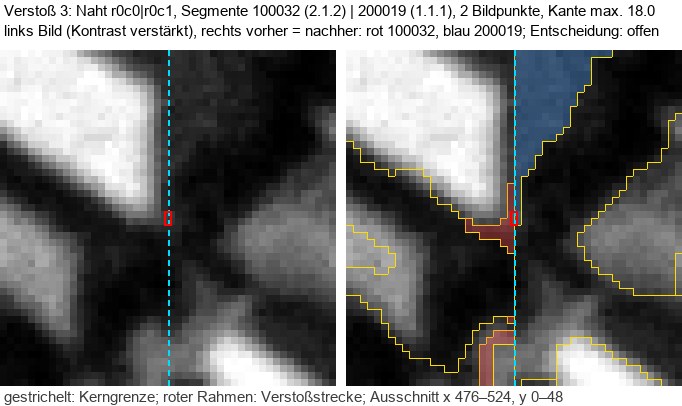 Verstoß 3: Naht r0c0|r0c1, Segmente 100032 (2.1.2) | 200019 (1.1.1), 2 Bildpunkte, Kante max. 18.0
links Bild (Kontrast verstärkt), rechts vorher = nachher: rot 100032, blau 200019; Entscheidung: offen
gestrichelt: Kerngrenze; roter Rahmen: Verstoßstrecke; Ausschnitt x 476–524, y 0–48